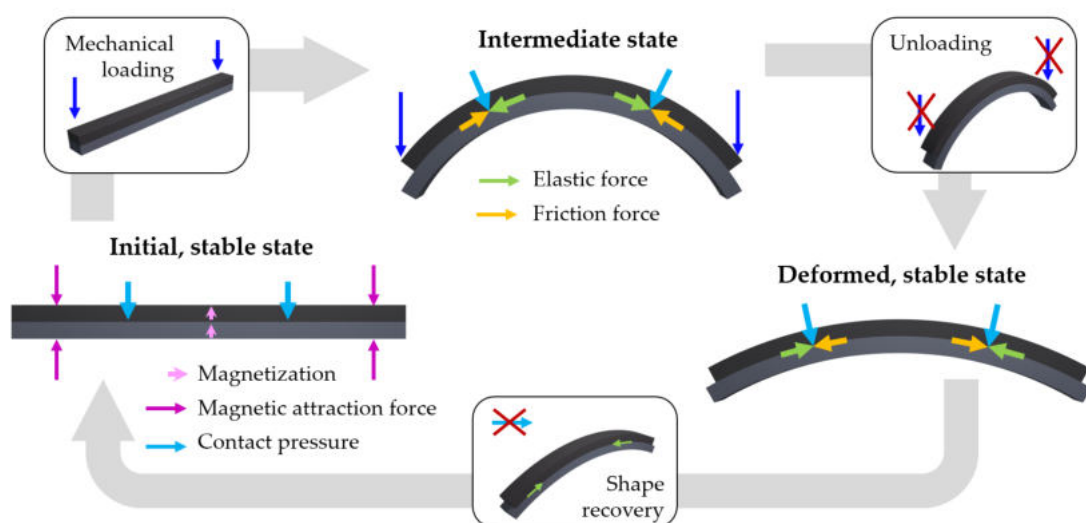 Mechanical
loading
Intermediate state
Unloading
Elastic force
Friction force
Initial, stable state
Deformed, stable state
Magnetization
Magnetic attraction force
Contact pressure
Shape
recovery